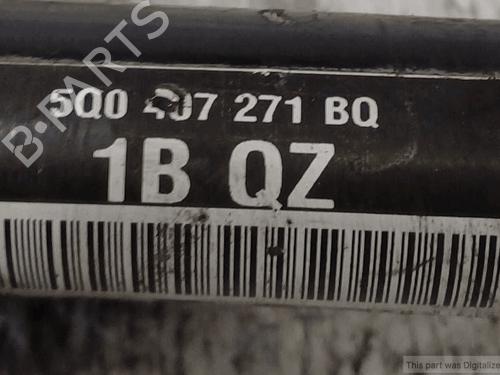 B-PARTS
5Q0 407 271 BQ
1B QZ
This part was Digitalize